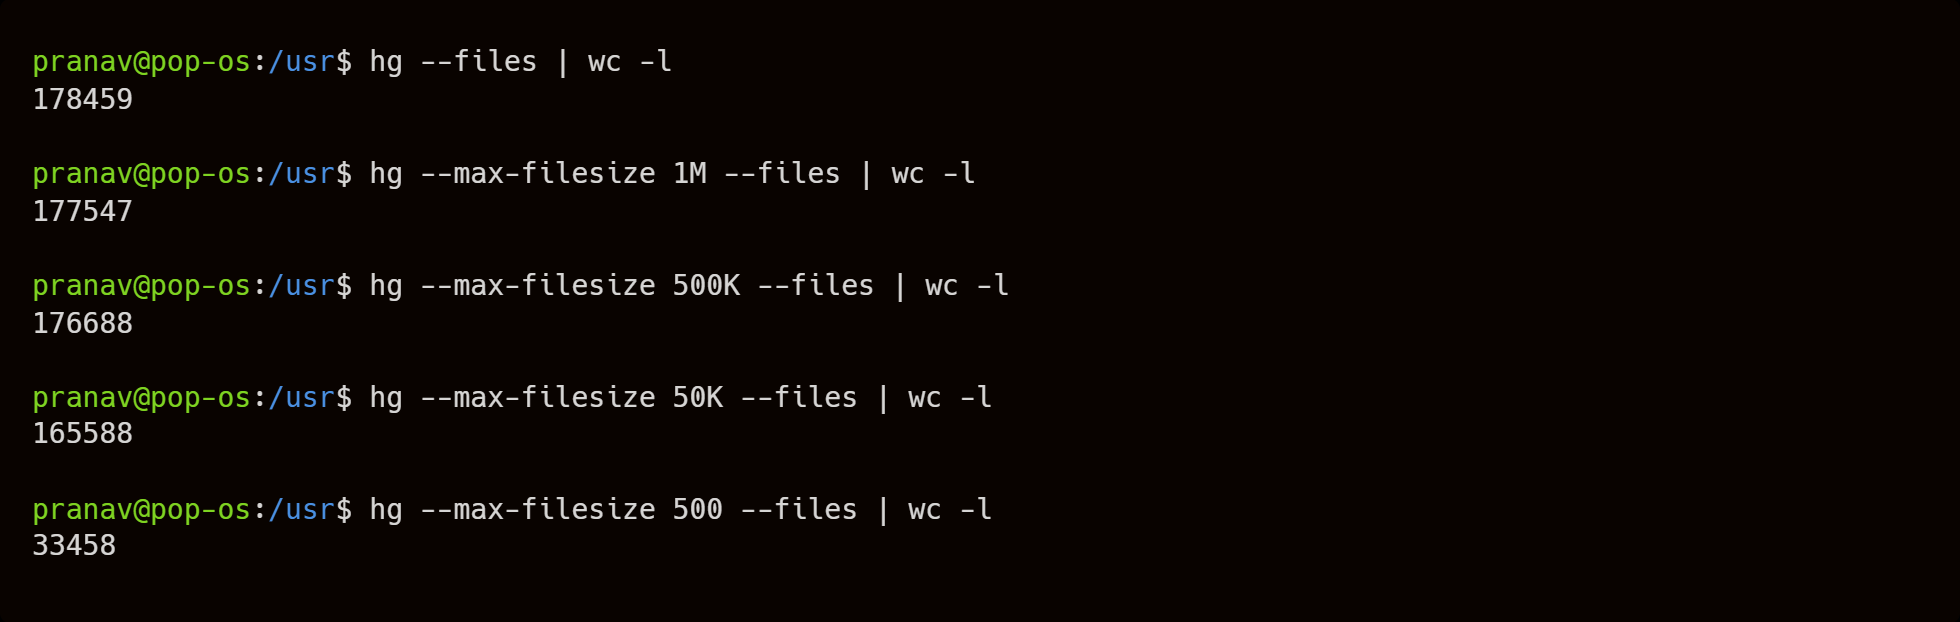 pranav@pop-os:/usr$ hg --files | wc -l
178459
pranav@pop-os:/usr$ hg --max-filesize 1M --files | wc -l
177547
pranav@pop-os:/usr$ hg --max-filesize 500K --files | wc -l
176688
pranav@pop-os:/usr$ hg --max-filesize 50K --files | wc -l
165588
pranav@pop-os:/usr$ hg --max-filesize 500 --files | wc -l
33458